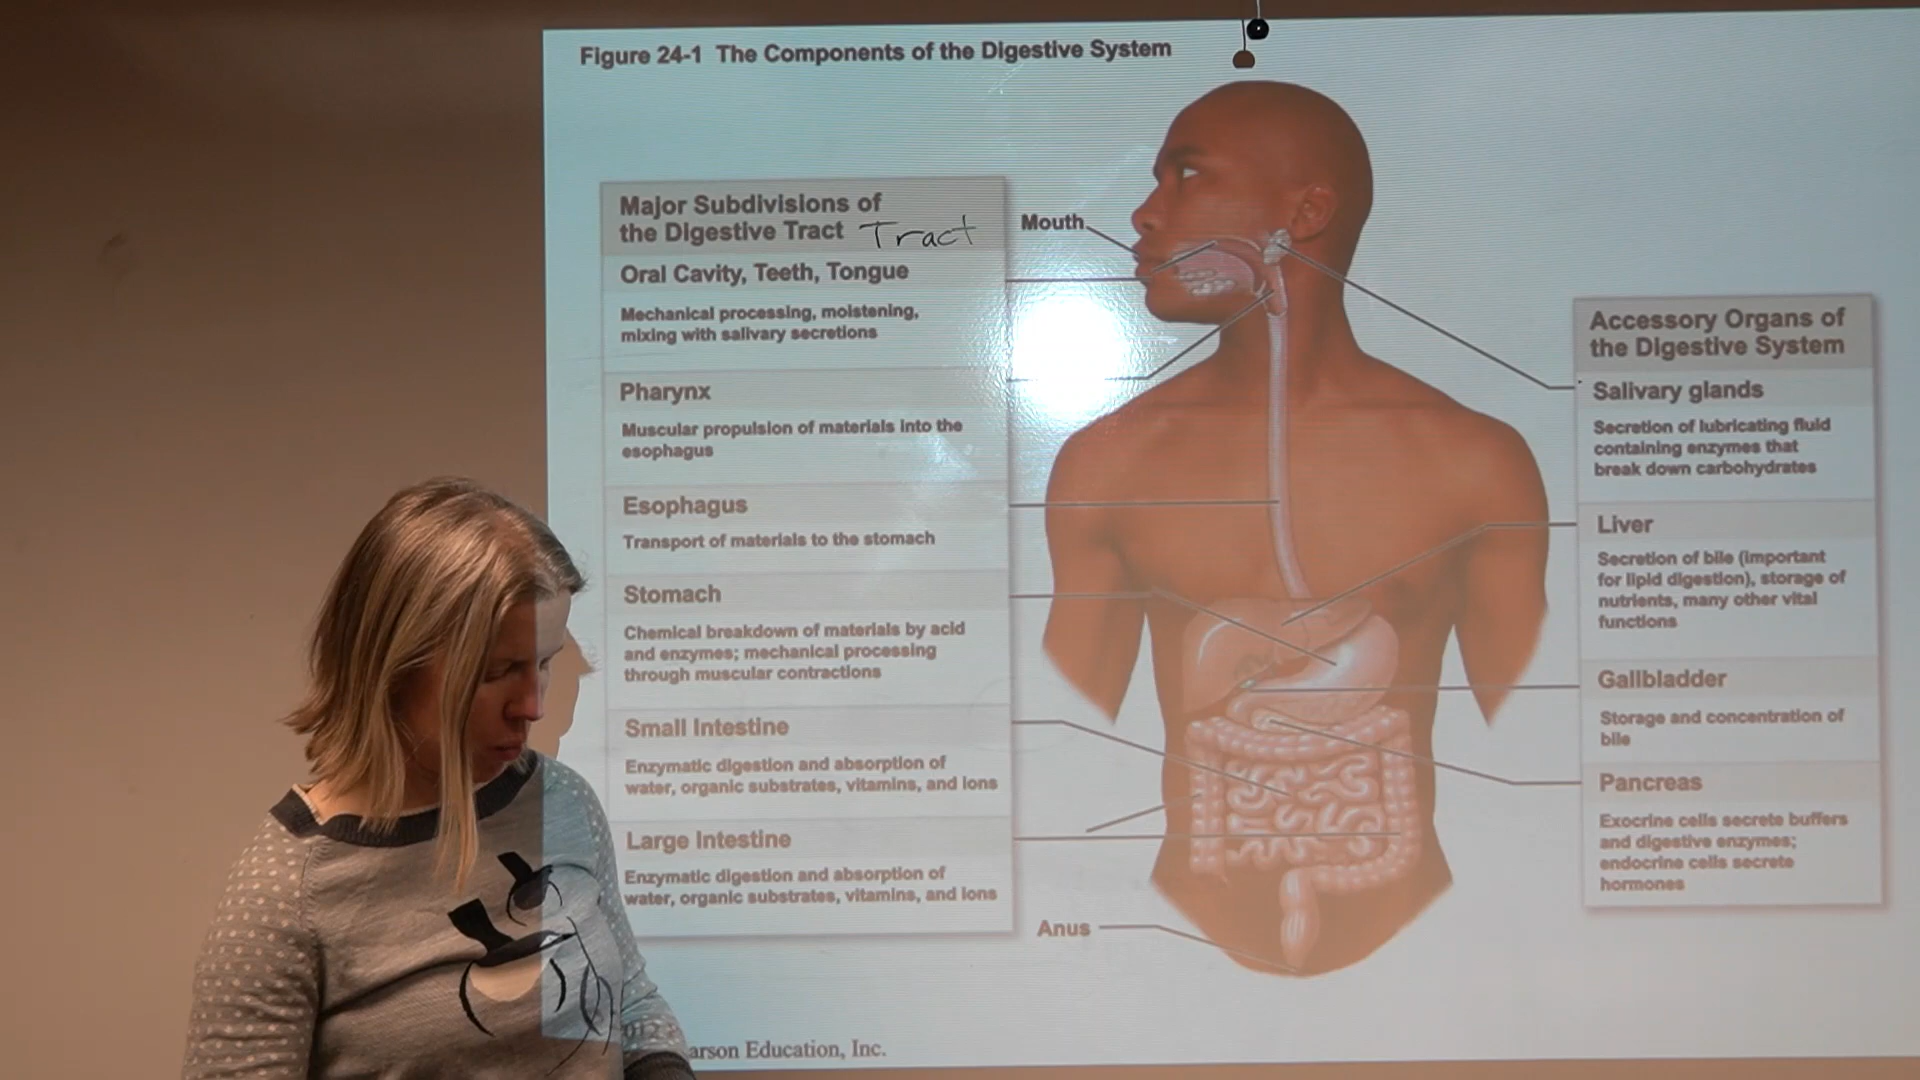 Figure 24-1 The Components of the Digestive System
Major Subdivisions of
the Digestive Tract Tract
Oral Cavity, Teeth, Tongue
Mechanical processing, moistening,
mixing with salivary secretions
Pharynx
Muscular propulsion of materials into the
esophagus
Esophagus
Transport of materials to the stomach
Stomach
Chemical breakdown of materials by acid
and enzymes; mechanical processing
through muscular contractions
Small Intestine
Enzymatic digestion and absorption of
water, organic substrates, vitamins, and ions
Large Intestine
Enzymatic digestion and absorption of
water, organic substrates, vitamins, and ions
Mouth
Anus
Accessory Organs of
the Digestive System
Salivary glands
Secretion of lubricating fluid
containing enzymes that
break down carbohydrates
Liver
Secretion of bile (important
for lipid digestion), storage of
nutrients, many other vital
functions
Gallbladder
Storage and concentration of
bile
Pancreas
Exocrine cells secrete buffers
and digestive enzymes;
endocrine cells secrete
hormones
arson Education, Inc.